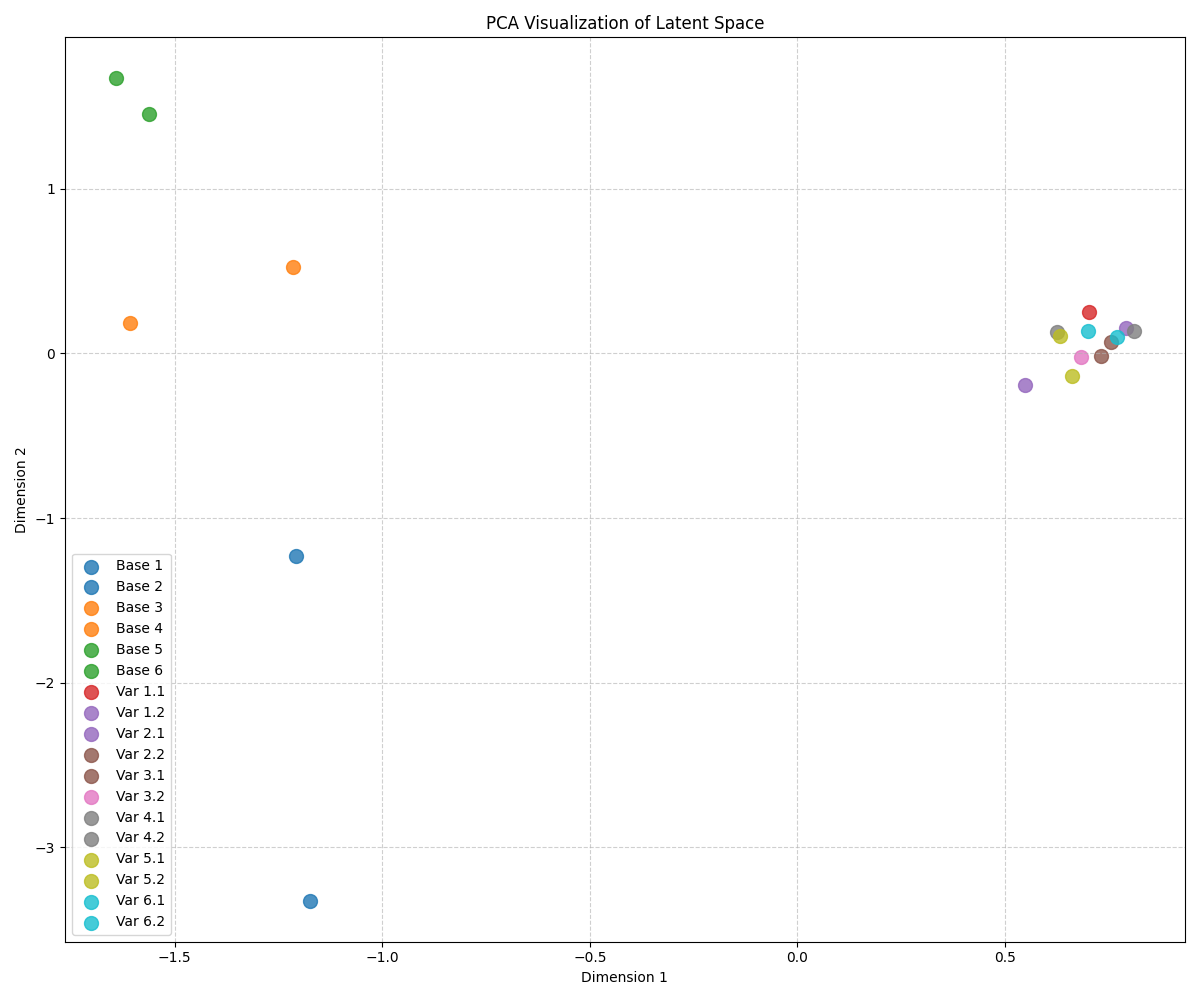 PCA Visualization of Latent Space
Dimension 2
1
0
−1
−2
−3
Base 1
Base 2
Base 3
Base 4
Base 5
Base 6
Var 1.1
Var 1.2
Var 2.1
Var 2.2
Var 3.1
Var 3.2
Var 4.1
Var 4.2
Var 5.1
Var 5.2
Var 6.1
Var 6.2
−1.5 −1.0 −0.5 0.0 0.5
Dimension 1